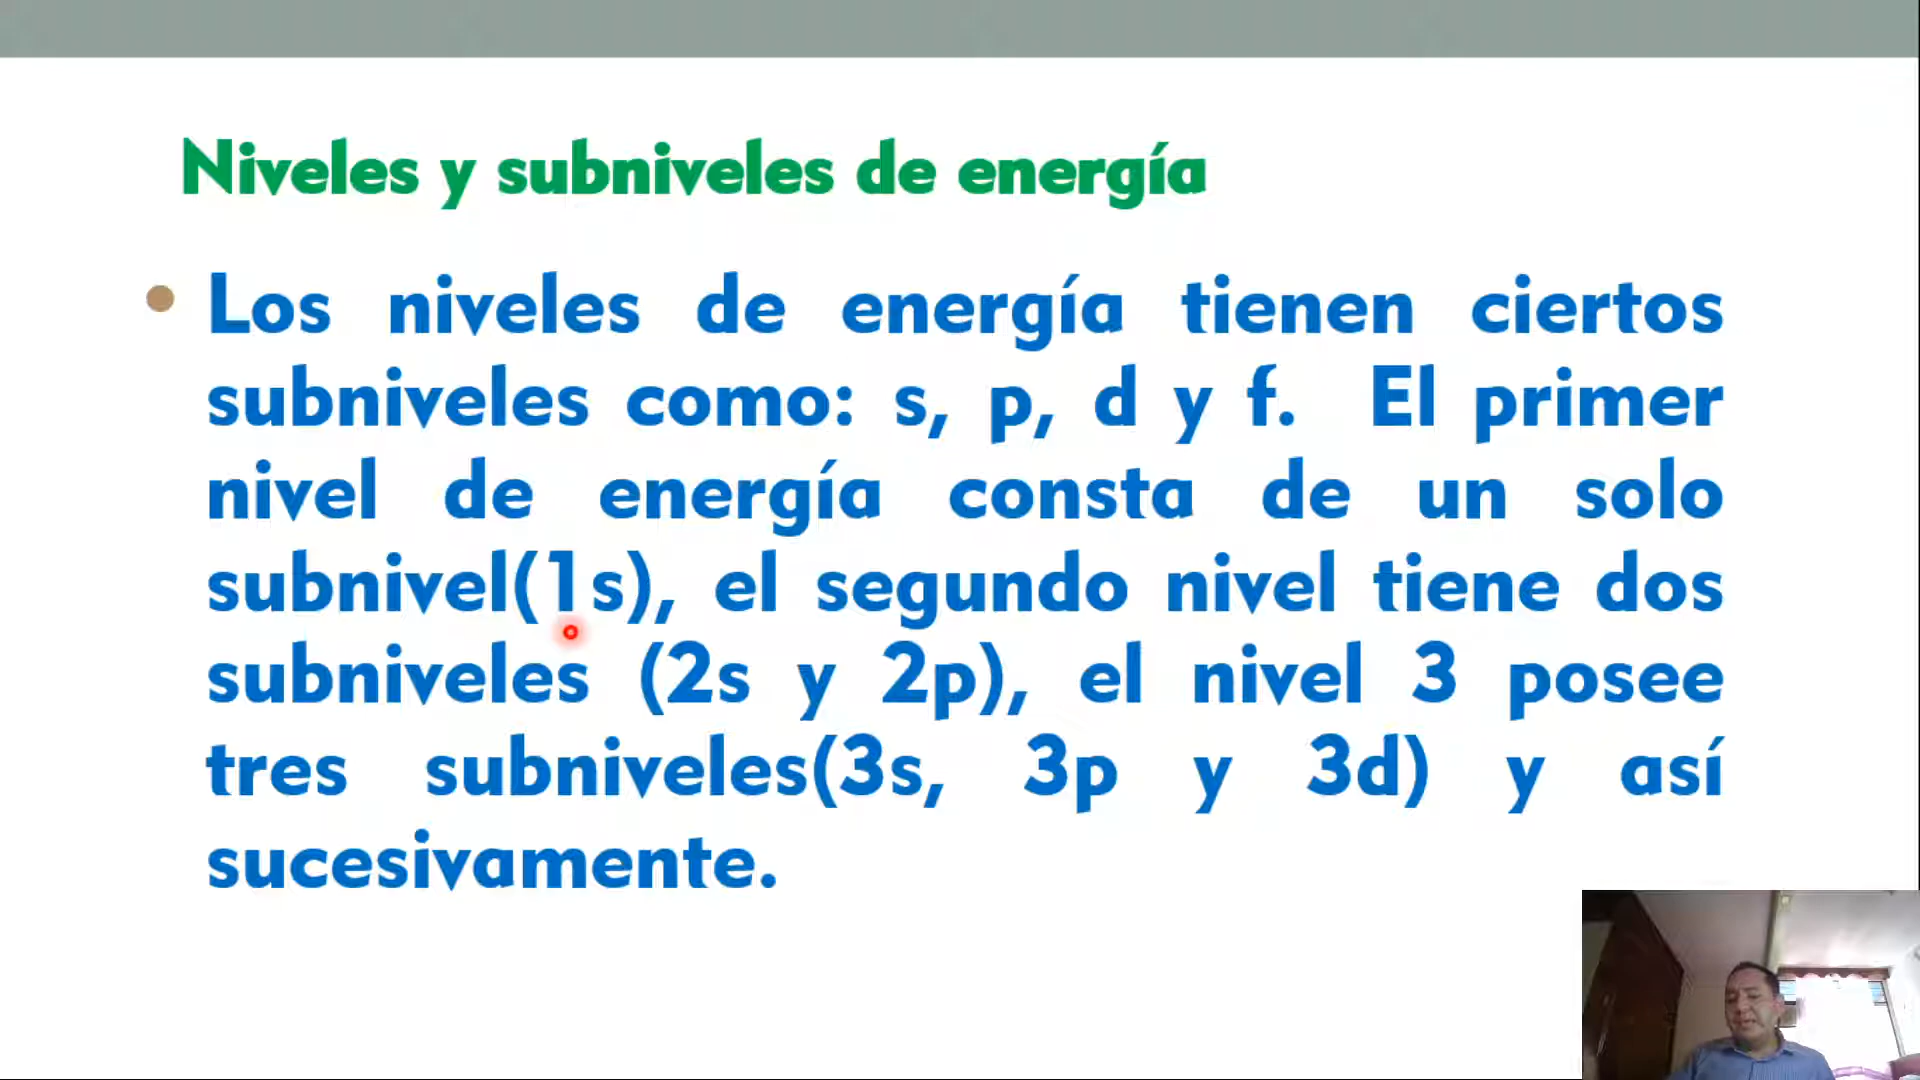 Niveles y subniveles de energía
Los niveles de energía tienen ciertos
subniveles como: s, p, d y f. El primer
nivel de energía consta de un solo
subnivel(1s), el segundo nivel tiene dos
subniveles (2s y 2p), el nivel 3 posee
tres subniveles(3s, 3p y 3d) y así
sucesivamente.